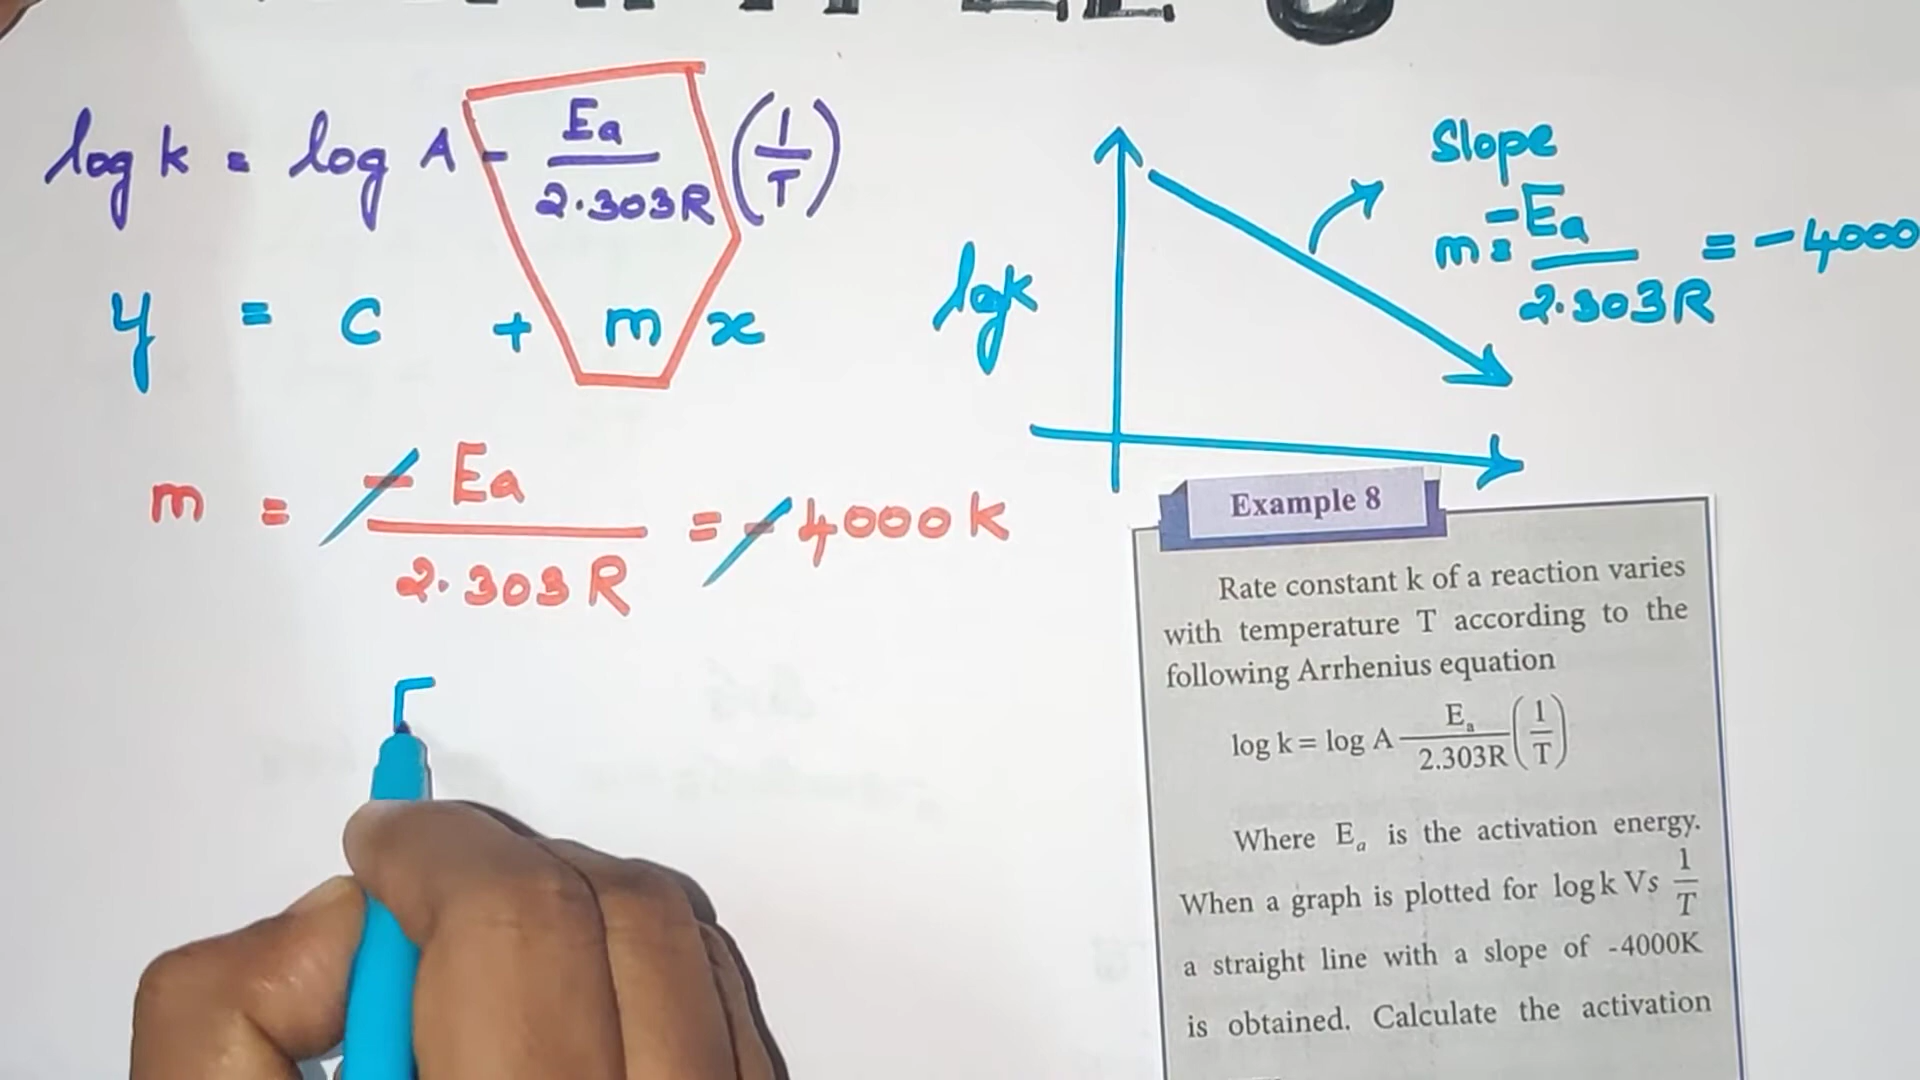 log k = log A - Ea / 2.303R (1/T)
y = c + m x
m = - Ea / 2.303R = - 4000 k
log k
Slope
m = -Ea / 2.303R = - 4000
Example 8
Rate constant k of a reaction varies
with temperature T according to the
following Arrhenius equation
log k = log A - Ea / 2.303R (1/T)
Where Ea is the activation energy.
When a graph is plotted for log k Vs 1/T
a straight line with a slope of -4000K
is obtained. Calculate the activation